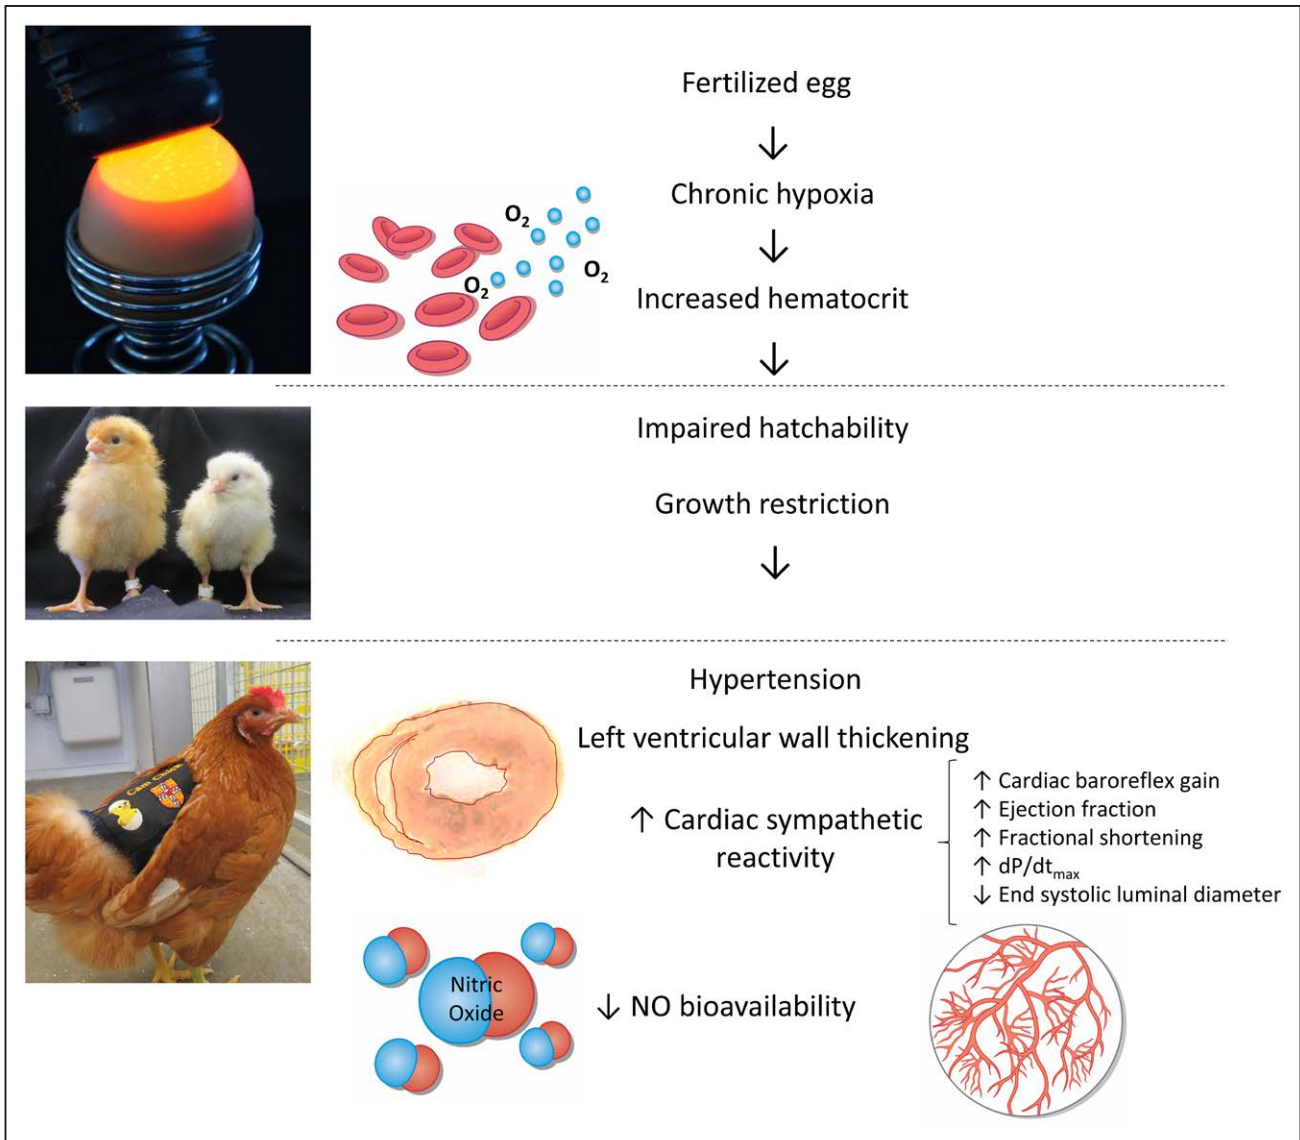 Fertilized egg
↓
Chronic hypoxia
O₂
↓
O₂
O₂
Increased hematocrit
↓
Impaired hatchability
Growth restriction
↓
Hypertension
Left ventricular wall thickening
↑ Cardiac sympathetic
reactivity
↑ Cardiac baroreflex gain
↑ Ejection fraction
↑ Fractional shortening
↑ dP/dtₘₐₓ
↓ End systolic luminal diameter
Cam Chick
Nitric
Oxide
↓ NO bioavailability